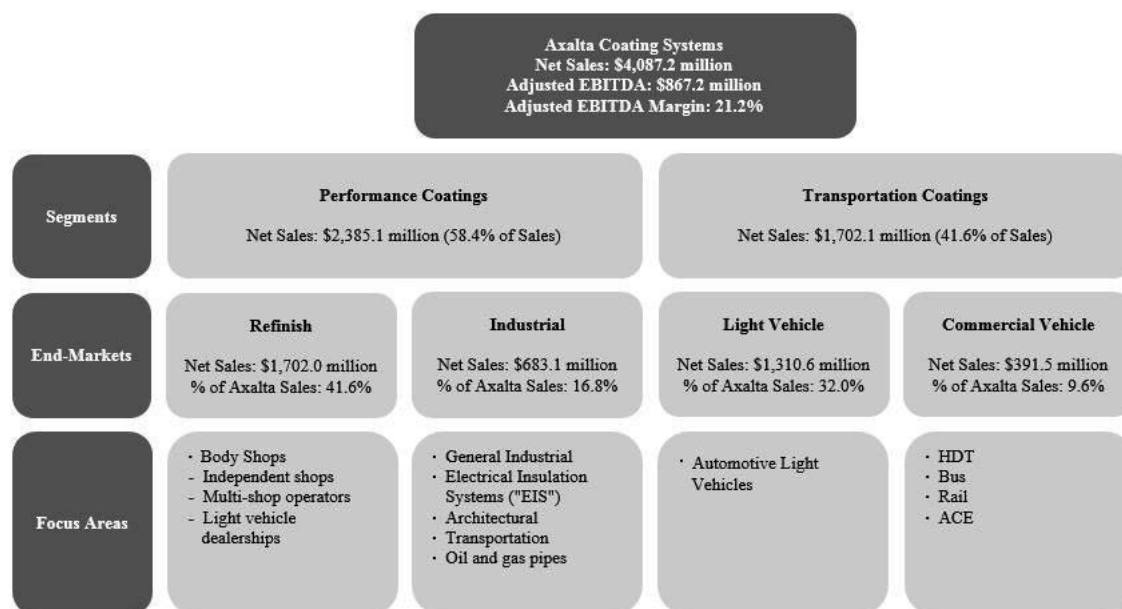 Axalta Coating Systems
Net Sales: $4,087.2 million
Adjusted EBITDA: $867.2 million
Adjusted EBITDA Margin: 21.2%
Segments
Performance Coatings
Net Sales: $2,385.1 million (58.4% of Sales)
Transportation Coatings
Net Sales: $1,702.1 million (41.6% of Sales)
End-Markets
Refinish
Net Sales: $1,702.0 million
% of Axalta Sales: 41.6%
Industrial
Net Sales: $683.1 million
% of Axalta Sales: 16.8%
Light Vehicle
Net Sales: $1,310.6 million
% of Axalta Sales: 32.0%
Commercial Vehicle
Net Sales: $391.5 million
% of Axalta Sales: 9.6%
Focus Areas
· Body Shops
- Independent shops
- Multi-shop operators
- Light vehicle
dealerships
· General Industrial
· Electrical Insulation
Systems ("EIS")
· Architectural
· Transportation
· Oil and gas pipes
· Automotive Light
Vehicles
· HDT
· Bus
· Rail
· ACE